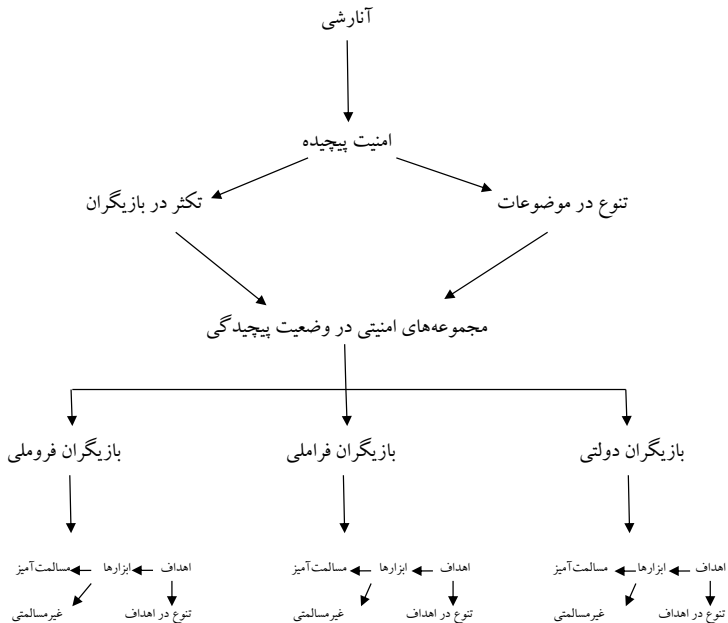 آنارشی
امنیت پیچیده
تنوع در موضوعات
تکثر در بازیگران
مجموعه‌های امنیتی در وضعیت پیچیدگی
بازیگران دولتی
بازیگران فراملی
بازیگران فروملی
اهداف ابزارها مسالمت‌آمیز
تنوع در اهداف غیرمسالمتی
اهداف ابزارها مسالمت‌آمیز
تنوع در اهداف غیرمسالمتی
اهداف ابزارها مسالمت‌آمیز
تنوع در اهداف غیرمسالمتی